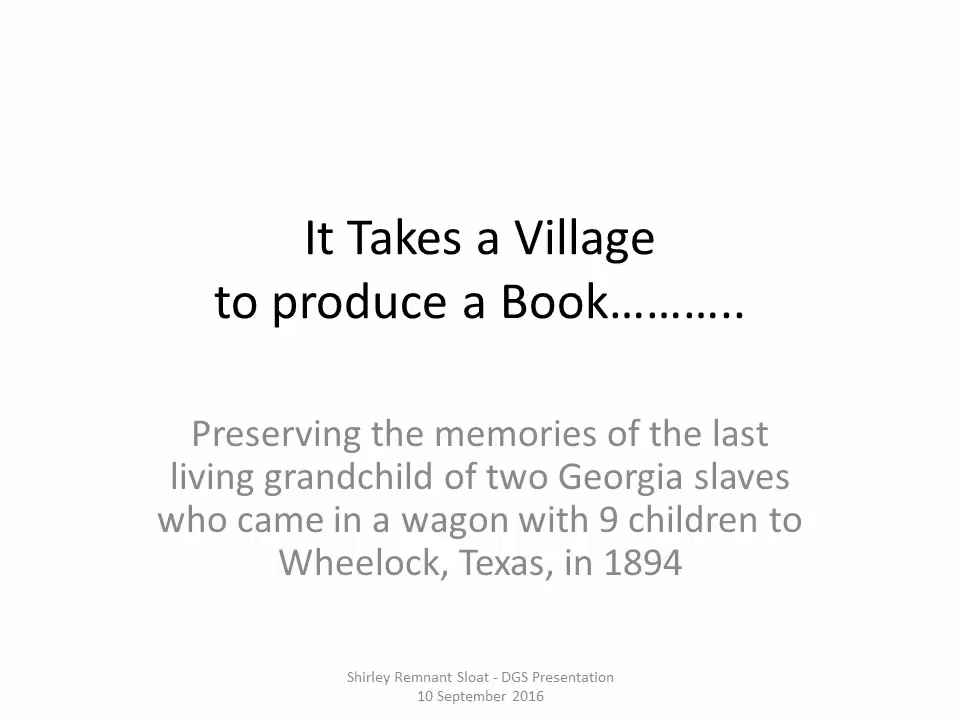 It Takes a Village
to produce a Book………..
Preserving the memories of the last
living grandchild of two Georgia slaves
who came in a wagon with 9 children to
Wheelock, Texas, in 1894
Shirley Remnant Sloat - DGS Presentation
10 September 2016